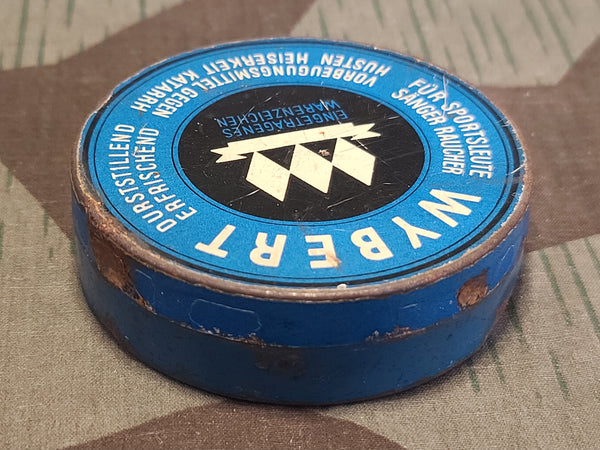 WYBERT
FÜR SPORTSLEUTE
SÄNGER RAUCHER
VORBEUGUNGSMITTEL GEGEN
HUSTEN HEISERKEIT KATARRH
DURSTSTILLEND
ERFRISCHEND
EINGETRAGENES
WARENZEICHEN